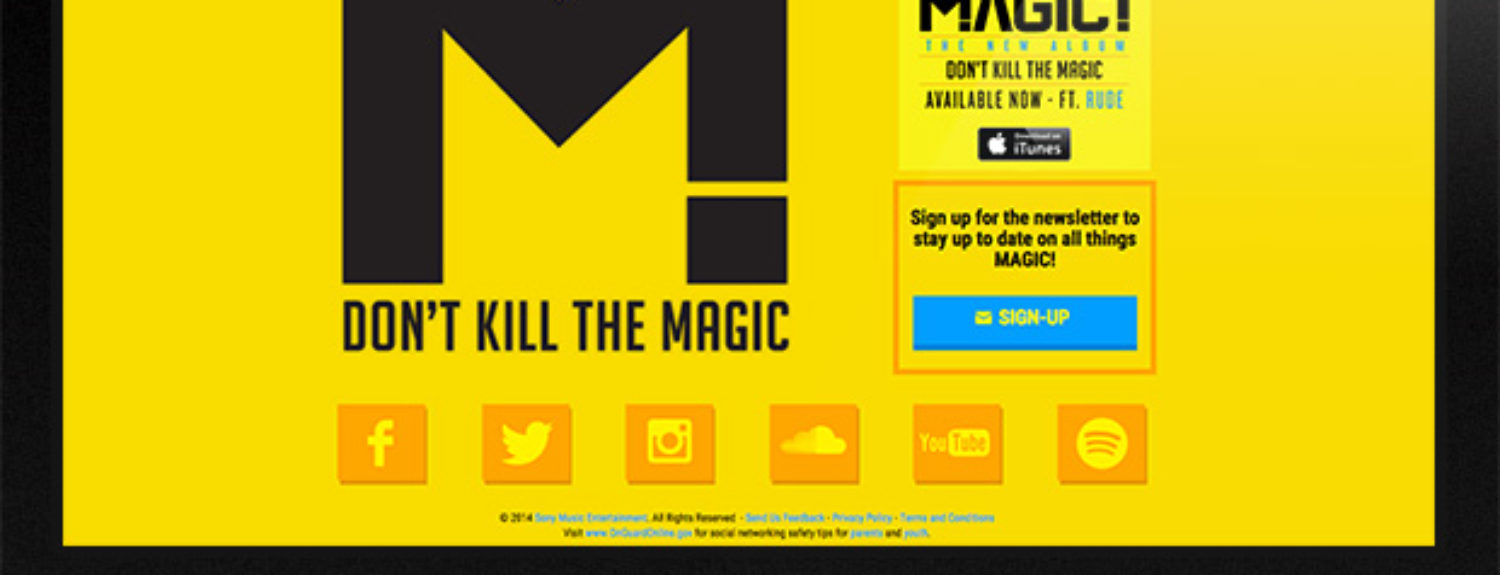 MAGIC!
THE NEW ALBUM
DON'T KILL THE MAGIC
AVAILABLE NOW - FT. RUDE
Download on
iTunes
Sign up for the newsletter to
stay up to date on all things
MAGIC!
SIGN-UP
M!
DON'T KILL THE MAGIC
You Tube
© 2014 Sony Music Entertainment. All Rights Reserved - Send Us Feedback - Privacy Policy - Terms and Conditions
Visit www.OnGuardOnline.gov for social networking safety tips for parents and youth.